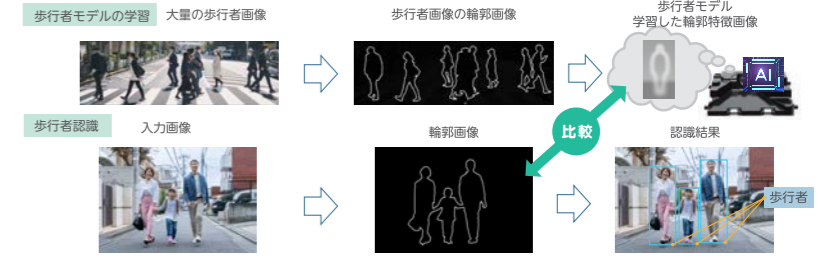 歩行者モデルの学習
大量の歩行者画像
歩行者画像の輪郭画像
歩行者モデル
学習した輪郭特徴画像
AI
歩行者認識
入力画像
輪郭画像
比較
認識結果
歩行者